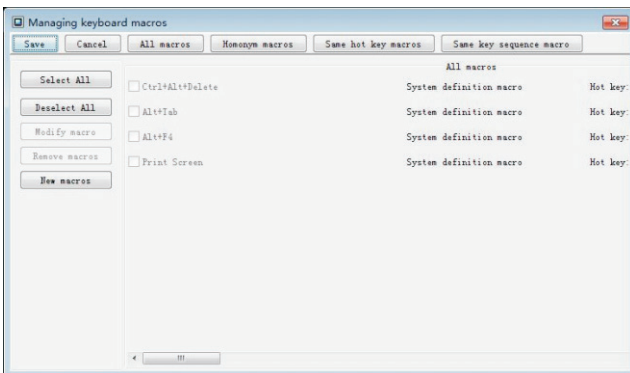 Managing keyboard macros
Save Cancel All macros Homonym macros Same hot key macros Same key sequence macro
All macros
Select All
Ctrl+Alt+Delete System definition macro Hot key:
Deselect All
Alt+Tab System definition macro Hot key:
Modify macro
Alt+F4 System definition macro Hot key:
Remove macros
Print Screen System definition macro Hot key:
New macros